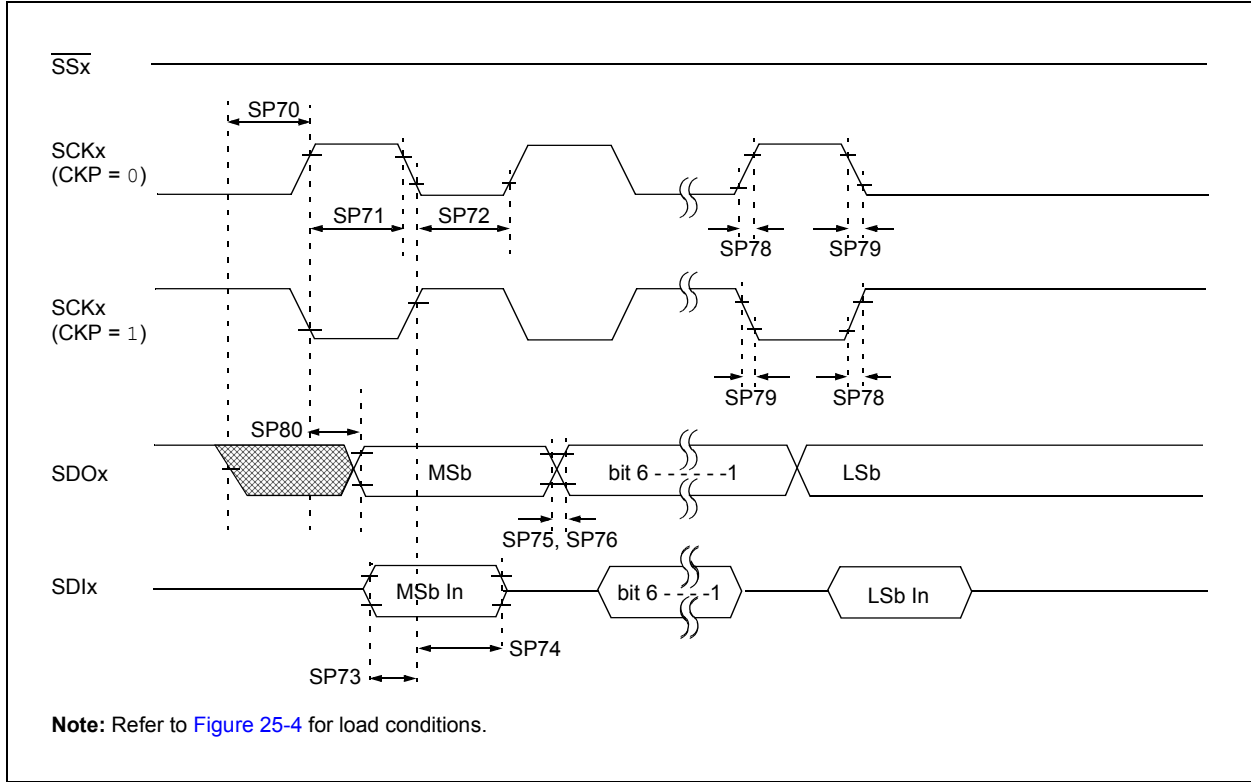 SSx
SP70
SCKx
(CKP = 0)
SP71
SP72
SP78
SP79
SCKx
(CKP = 1)
SP79
SP78
SP80
SDOx
MSb
bit 6 - - - - - -1
LSb
SP75, SP76
SDIx
MSb In
bit 6 - - - -1
LSb In
SP74
SP73
Note: Refer to Figure 25-4 for load conditions.